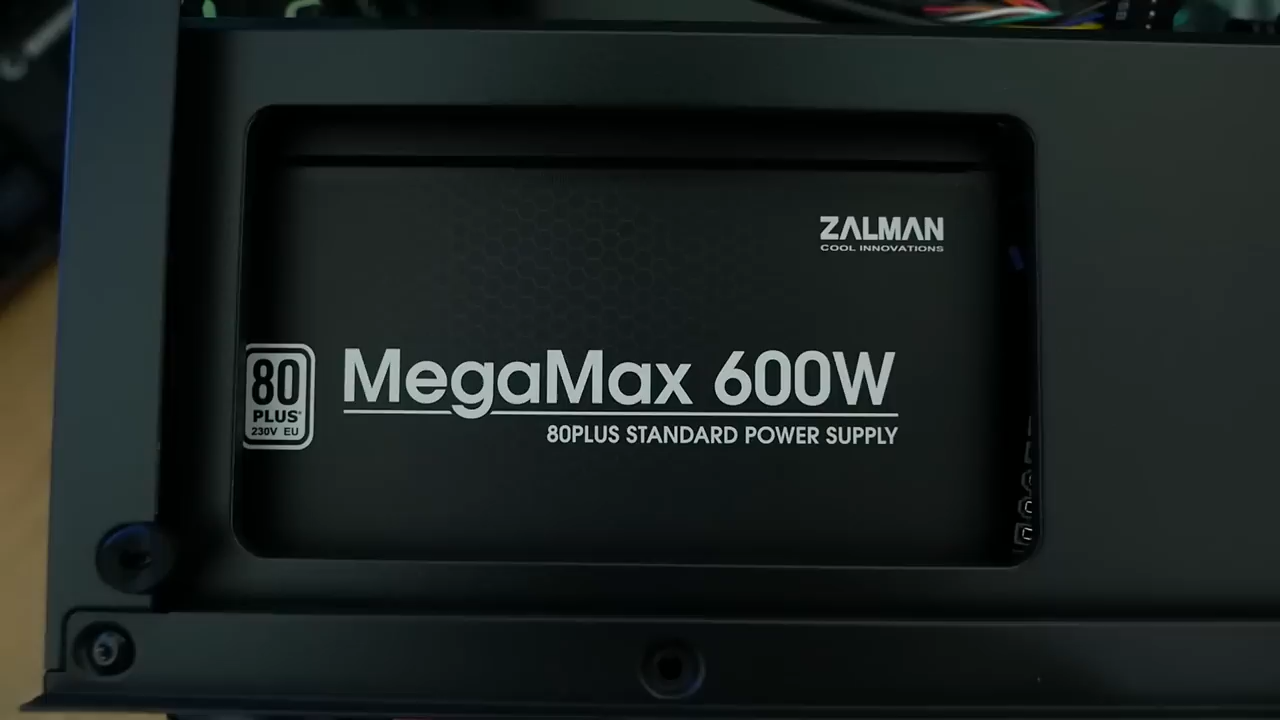 ZALMAN
COOL INNOVATIONS
80
PLUS®
230V EU
MegaMax 600W
80PLUS STANDARD POWER SUPPLY